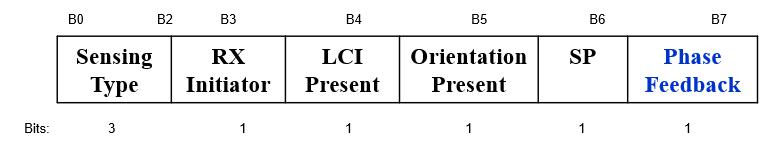 B0 B2 B3 B4 B5 B6 B7
Sensing Type RX Initiator LCI Present Orientation Present SP Phase Feedback
Bits: 3 1 1 1 1 1